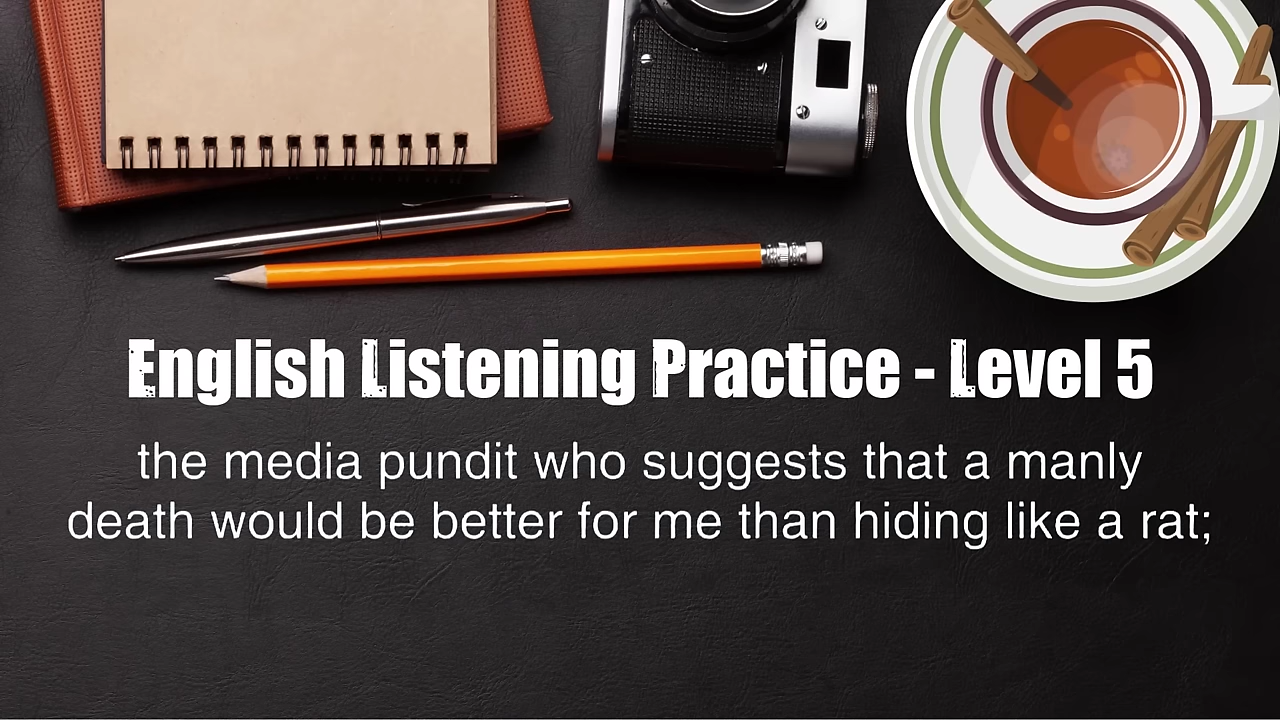 English Listening Practice - Level 5
the media pundit who suggests that a manly
death would be better for me than hiding like a rat;